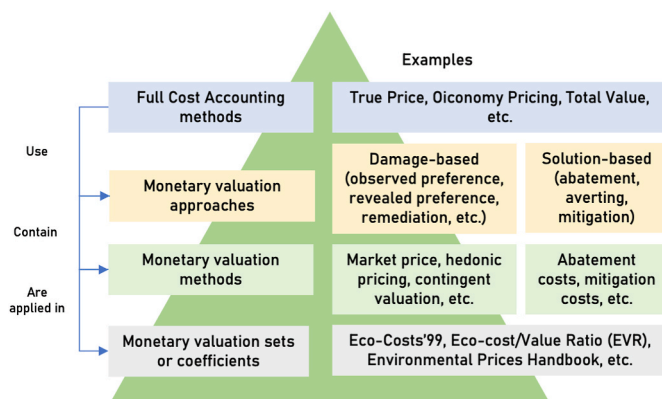 Examples
Full Cost Accounting
methods
True Price, Oiconomy Pricing, Total Value,
etc.
Use
Monetary valuation
approaches
Damage-based
(observed preference,
revealed preference,
remediation, etc.)
Solution-based
(abatement,
averting,
mitigation)
Contain
Monetary valuation
methods
Market price, hedonic
pricing, contingent
valuation, etc.
Abatement
costs, mitigation
costs, etc.
Are
applied in
Monetary valuation sets
or coefficients
Eco-Costs'99, Eco-cost/Value Ratio (EVR),
Environmental Prices Handbook, etc.